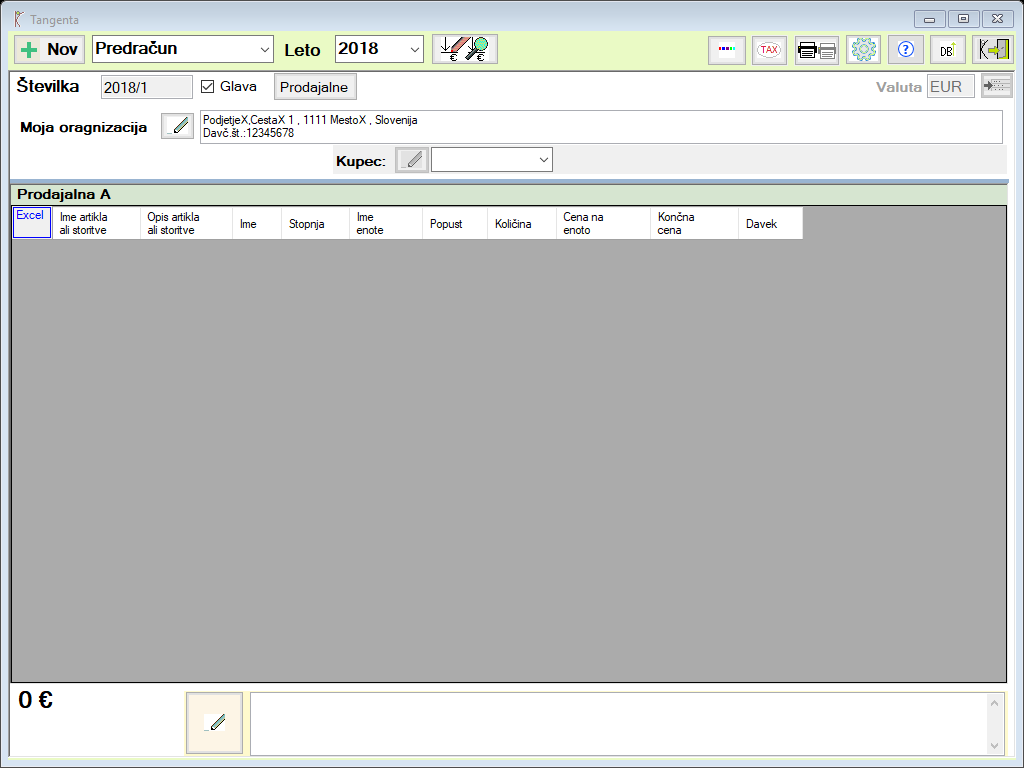 Tangenta
Nov Predračun Leto 2018 € € TAX ? DB
Številka 2018/1 Glava Prodajalne Valuta EUR
Moja oragnizacija PodjetjeX,CestaX 1 , 1111 MestoX , Slovenija
Davč.št.:12345678
Kupec:
Prodajalna A
Excel Ime artikla Opis artikla Ime Stopnja Ime Popust Količina Cena na Končna Davek
ali storitve ali storitve enote enoto cena
0 €